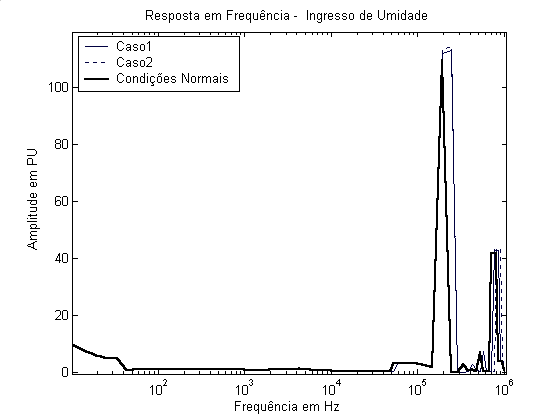 Resposta em Frequência -  Ingresso de Umidade
Caso1
Caso2
Condições Normais
100
80
60
40
20
0
Amplitude em PU
10^2
10^3
10^4
10^5
10^6
Frequência em Hz